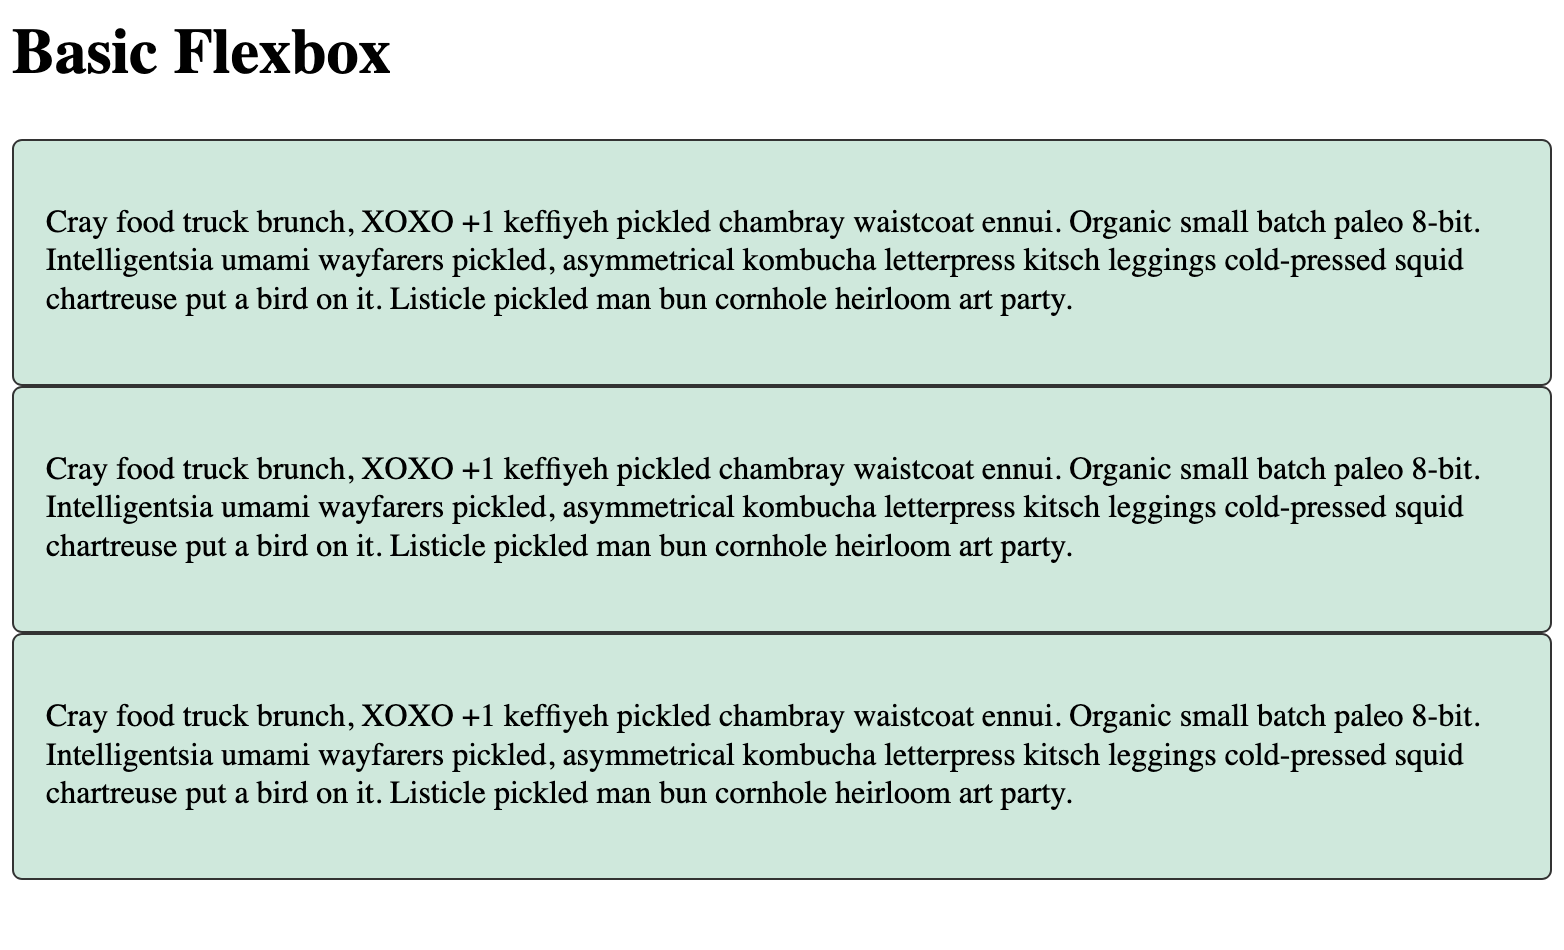 Basic Flexbox
Cray food truck brunch, XOXO +1 keffiyeh pickled chambray waistcoat ennui. Organic small batch paleo 8-bit.
Intelligentsia umami wayfarers pickled, asymmetrical kombucha letterpress kitsch leggings cold-pressed squid
chartreuse put a bird on it. Listicle pickled man bun cornhole heirloom art party.
Cray food truck brunch, XOXO +1 keffiyeh pickled chambray waistcoat ennui. Organic small batch paleo 8-bit.
Intelligentsia umami wayfarers pickled, asymmetrical kombucha letterpress kitsch leggings cold-pressed squid
chartreuse put a bird on it. Listicle pickled man bun cornhole heirloom art party.
Cray food truck brunch, XOXO +1 keffiyeh pickled chambray waistcoat ennui. Organic small batch paleo 8-bit.
Intelligentsia umami wayfarers pickled, asymmetrical kombucha letterpress kitsch leggings cold-pressed squid
chartreuse put a bird on it. Listicle pickled man bun cornhole heirloom art party.